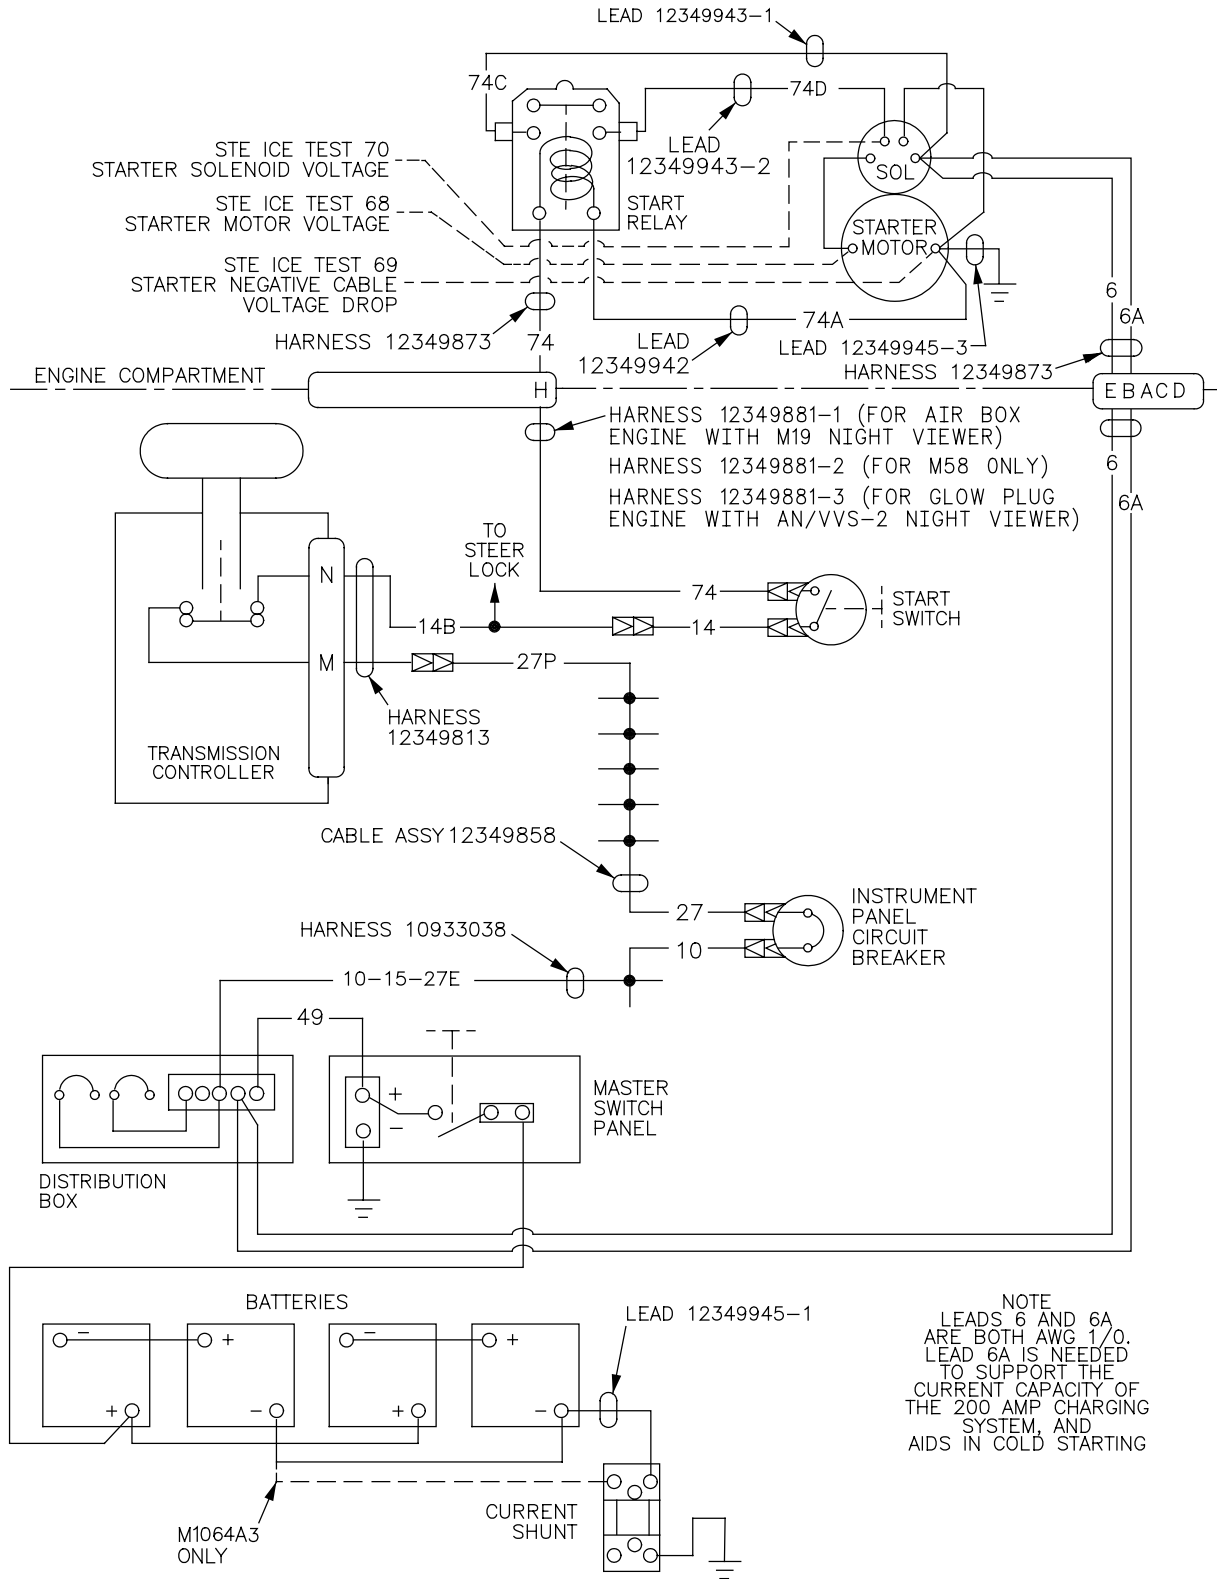 LEAD 12349943-1
74C
74D
LEAD
12349943-2
STE ICE TEST 70
STARTER SOLENOID VOLTAGE
SOL
STE ICE TEST 68
STARTER MOTOR VOLTAGE
START
RELAY
STARTER
MOTOR
STE ICE TEST 69
STARTER NEGATIVE CABLE
VOLTAGE DROP
6
6A
74A
HARNESS 12349873
74
LEAD
12349942
LEAD 12349945-3
HARNESS 12349873
ENGINE COMPARTMENT
H
EBACD
HARNESS 12349881-1 (FOR AIR BOX
ENGINE WITH M19 NIGHT VIEWER)
HARNESS 12349881-2 (FOR M58 ONLY)
HARNESS 12349881-3 (FOR GLOW PLUG
ENGINE WITH AN/VVS-2 NIGHT VIEWER)
6
6A
TO
STEER
LOCK
N
74
START
SWITCH
14B
14
M
27P
HARNESS
12349813
TRANSMISSION
CONTROLLER
CABLE ASSY 12349858
INSTRUMENT
PANEL
CIRCUIT
BREAKER
27
HARNESS 10933038
10
10-15-27E
49
MASTER
SWITCH
PANEL
+
-
DISTRIBUTION
BOX
BATTERIES
LEAD 12349945-1
- + - +
+ - + -
NOTE
LEADS 6 AND 6A
ARE BOTH AWG 1/0.
LEAD 6A IS NEEDED
TO SUPPORT THE
CURRENT CAPACITY OF
THE 200 AMP CHARGING
SYSTEM, AND
AIDS IN COLD STARTING
M1064A3
ONLY
CURRENT
SHUNT